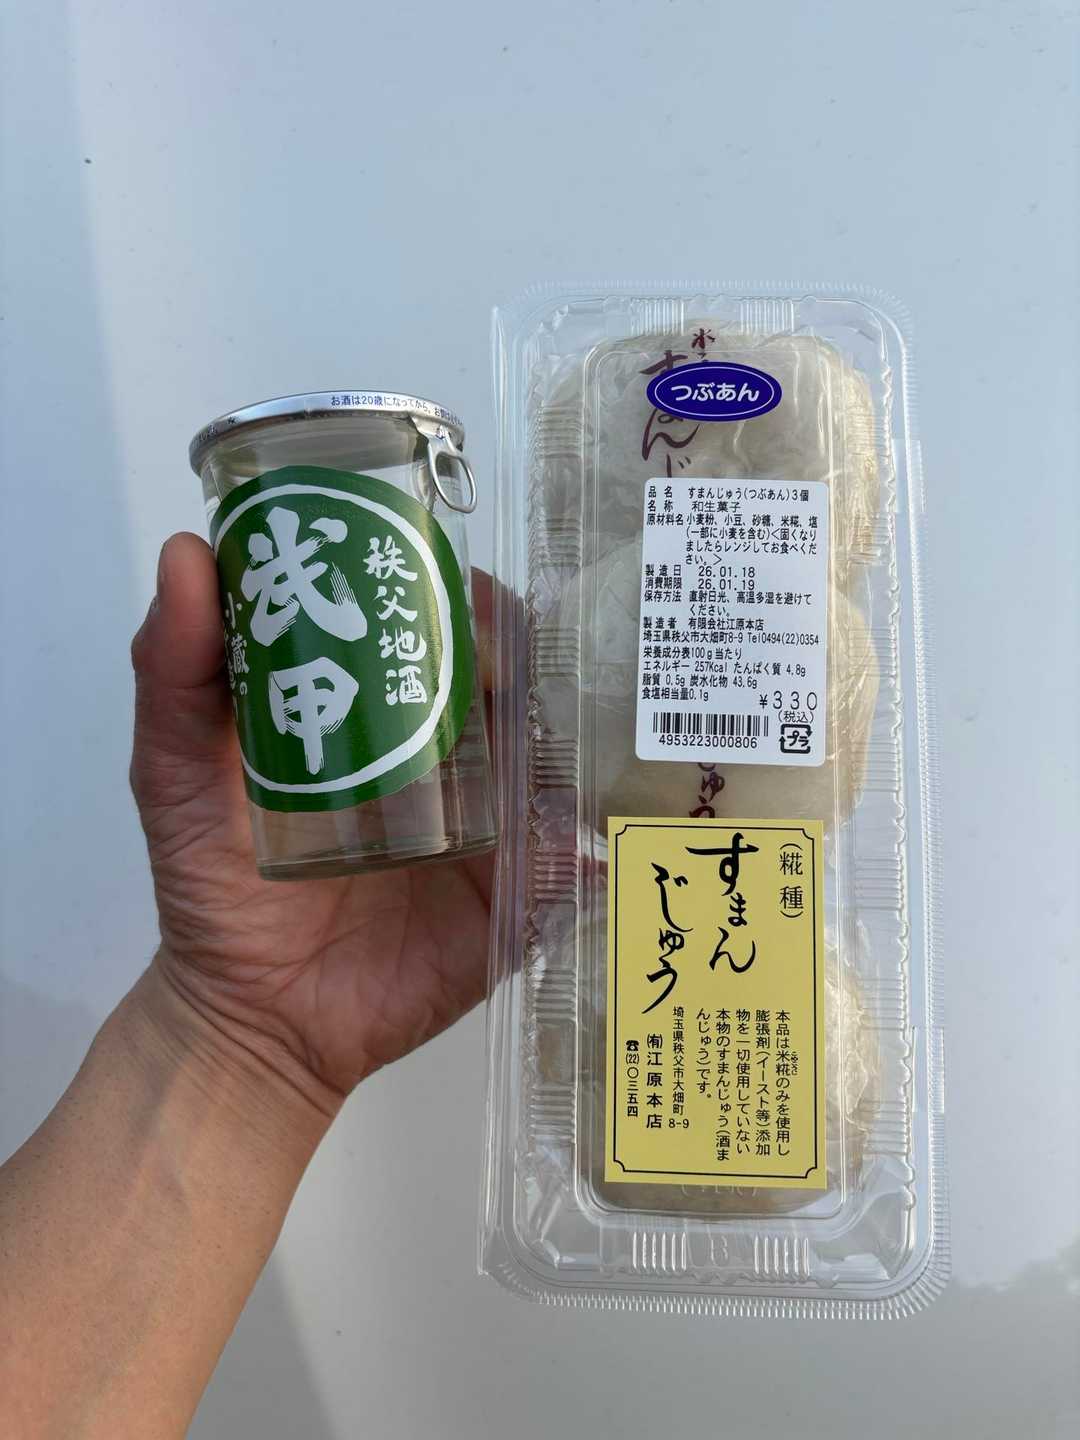 お酒は20歳になってから。お
秩父地酒
武甲
小蔵の
つぶあん
品名 すまんじゅう(つぶあん)3個
名称 和生菓子
原材料名 小麦粉、小豆、砂糖、米糀、塩
(一部に小麦を含む)<固くなり
ましたらレンジしてお食べくだ
さい。>
製造日 26.01.18
消費期限 26.01.19
保存方法 直射日光、高温多湿を避けて
ください。
製造者 有限会社江原本店
埼玉県秩父市大畑町8-9 Tel0494(22)0354
栄養成分表100g当たり
エネルギー 257Kcal たんぱく質 4.8g
脂質 0.5g 炭水化物 43.6g
食塩相当量0.1g
¥330
(税込)
4953223000806
プラ
(糀種)
すまん
じゅう
本品は米糀のみを使用し
膨張剤(イースト等)添加
物を一切使用していない
本物のすまんじゅう(酒ま
んじゅう)です。
埼玉県秩父市大畑町8-9
(有)江原本店
☎(22)〇三五四